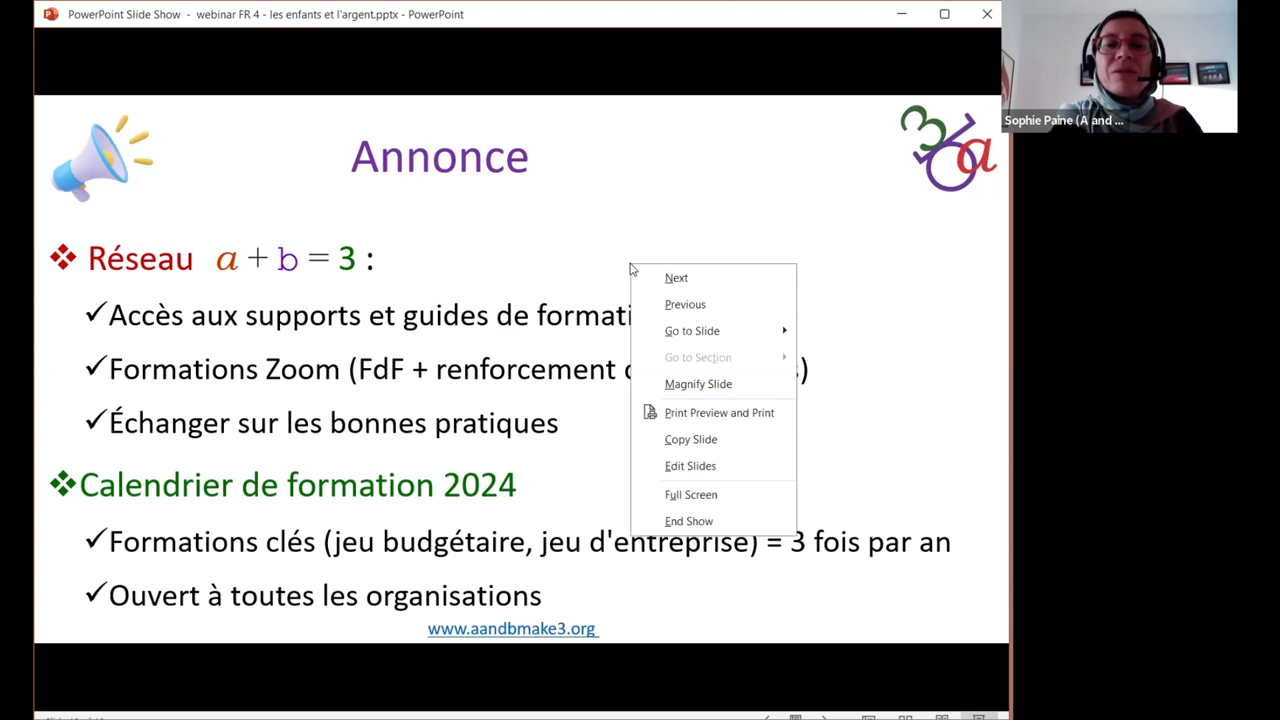 PowerPoint Slide Show - webinar FR 4 - les enfants et l'argent.pptx - PowerPoint
Sophie Paine (A and ...
Annonce
3 b a
Réseau a + b = 3 :
Accès aux supports et guides de formati
Formations Zoom (FdF + renforcement s)
Échanger sur les bonnes pratiques
Calendrier de formation 2024
Formations clés (jeu budgétaire, jeu d'entreprise) = 3 fois par an
Ouvert à toutes les organisations
www.aandbmake3.org
Next
Previous
Go to Slide
Go to Section
Magnify Slide
Print Preview and Print
Copy Slide
Edit Slides
Full Screen
End Show